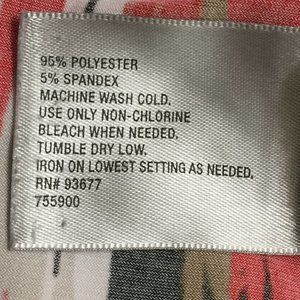 95% POLYESTER
5% SPANDEX
MACHINE WASH COLD.
USE ONLY NON-CHLORINE
BLEACH WHEN NEEDED.
TUMBLE DRY LOW.
IRON ON LOWEST SETTING AS NEEDED.
RN# 93677
755900